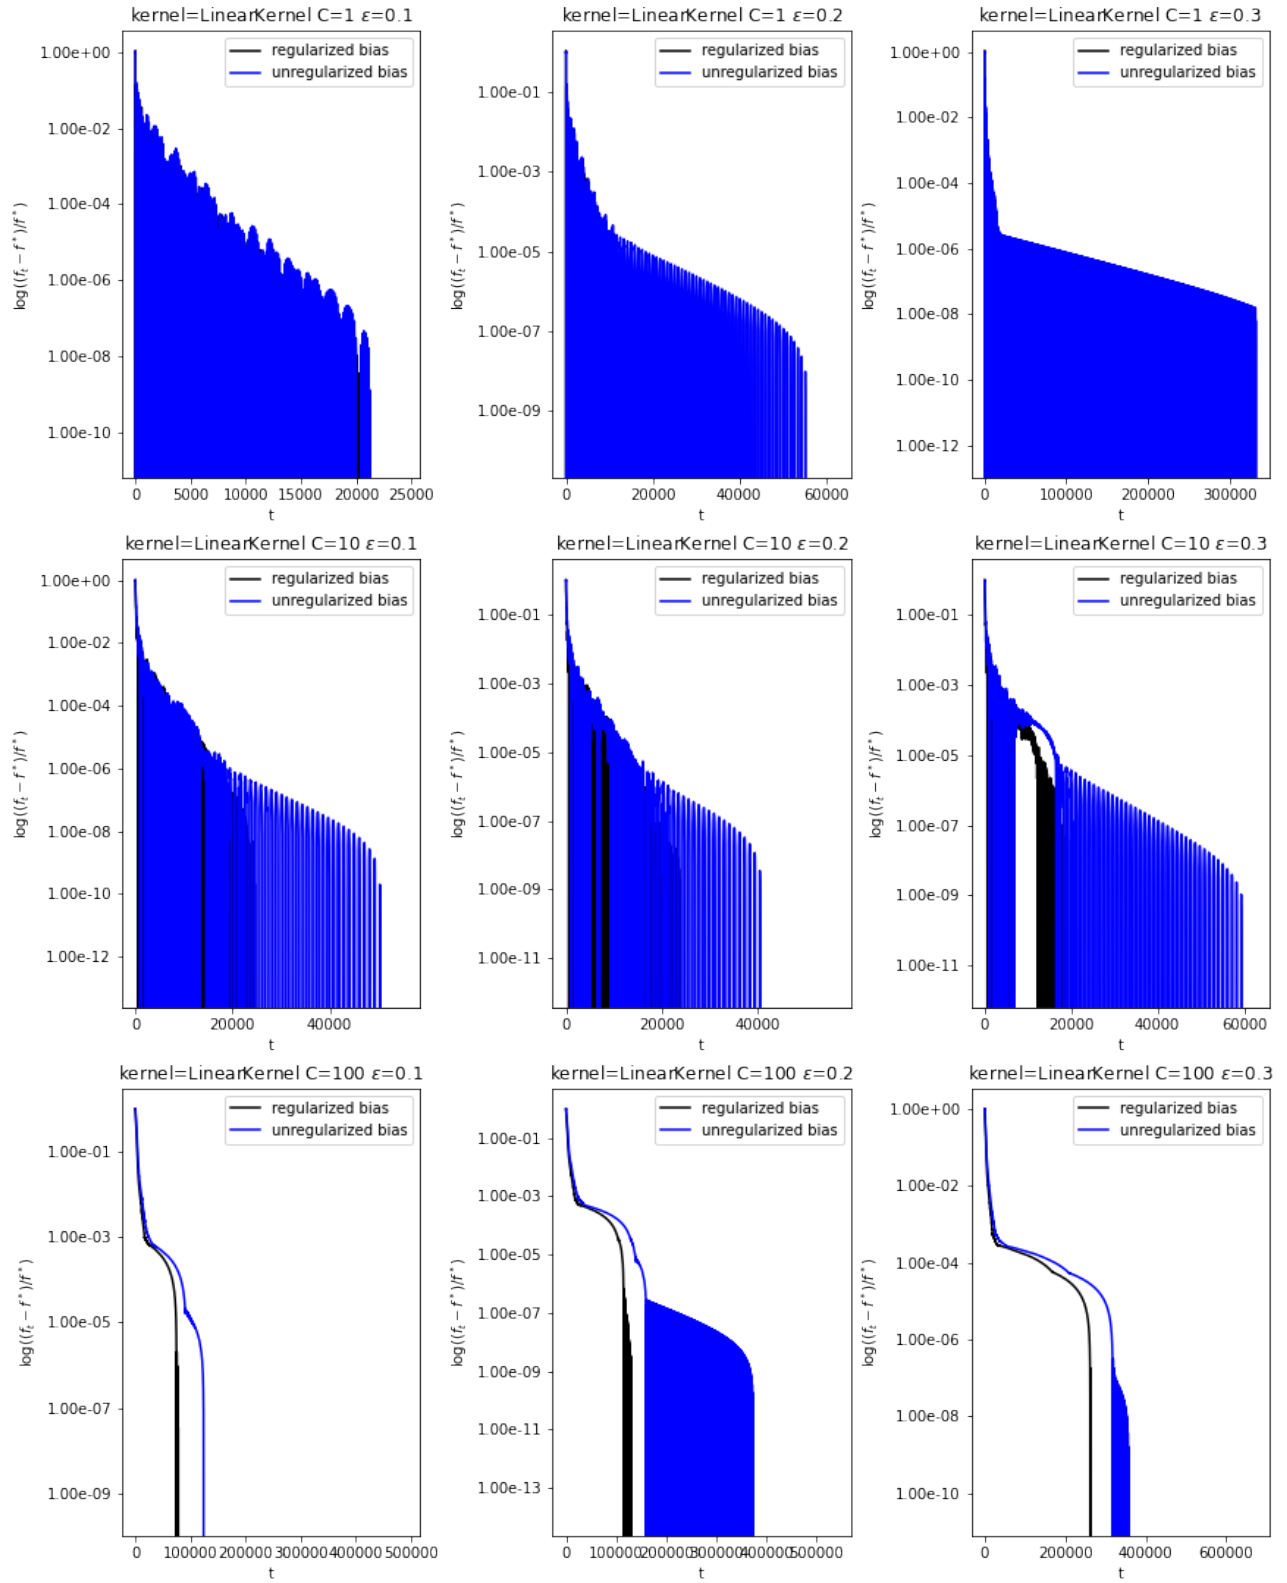 kernel=LinearKernel C=1 ε=0.1
regularized bias
unregularized bias
1.00e+00
1.00e-02
1.00e-04
1.00e-06
1.00e-08
1.00e-10
log((f_t − f*)/f*)
0 5000 10000 15000 20000 25000
t
kernel=LinearKernel C=1 ε=0.2
regularized bias
unregularized bias
1.00e-01
1.00e-03
1.00e-05
1.00e-07
1.00e-09
log((f_t − f*)/f*)
0 20000 40000 60000
t
kernel=LinearKernel C=1 ε=0.3
regularized bias
unregularized bias
1.00e+00
1.00e-02
1.00e-04
1.00e-06
1.00e-08
1.00e-10
1.00e-12
log((f_t − f*)/f*)
0 100000 200000 300000
t
kernel=LinearKernel C=10 ε=0.1
regularized bias
unregularized bias
1.00e+00
1.00e-02
1.00e-04
1.00e-06
1.00e-08
1.00e-10
1.00e-12
log((f_t − f*)/f*)
0 20000 40000
t
kernel=LinearKernel C=10 ε=0.2
regularized bias
unregularized bias
1.00e-01
1.00e-03
1.00e-05
1.00e-07
1.00e-09
1.00e-11
log((f_t − f*)/f*)
0 20000 40000
t
kernel=LinearKernel C=10 ε=0.3
regularized bias
unregularized bias
1.00e-01
1.00e-03
1.00e-05
1.00e-07
1.00e-09
1.00e-11
log((f_t − f*)/f*)
0 20000 40000 60000
t
kernel=LinearKernel C=100 ε=0.1
regularized bias
unregularized bias
1.00e-01
1.00e-03
1.00e-05
1.00e-07
1.00e-09
log((f_t − f*)/f*)
0 100000 200000 300000 400000 500000
t
kernel=LinearKernel C=100 ε=0.2
regularized bias
unregularized bias
1.00e-01
1.00e-03
1.00e-05
1.00e-07
1.00e-09
1.00e-11
1.00e-13
log((f_t − f*)/f*)
0 100000 200000 300000 400000 500000
t
kernel=LinearKernel C=100 ε=0.3
regularized bias
unregularized bias
1.00e+00
1.00e-02
1.00e-04
1.00e-06
1.00e-08
1.00e-10
log((f_t − f*)/f*)
0 200000 400000 600000
t